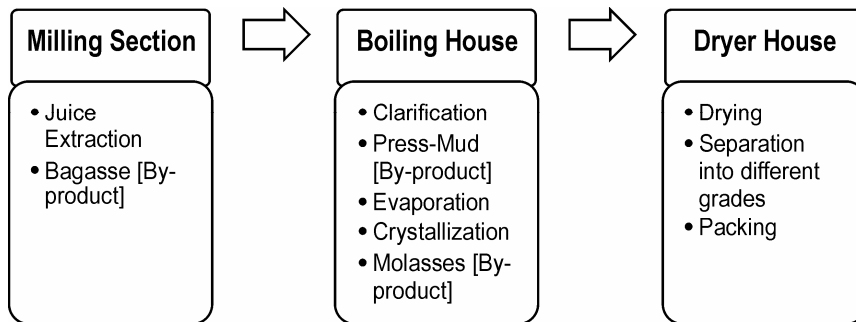 Milling Section
• Juice
Extraction
• Bagasse [By-
product]
Boiling House
• Clarification
• Press-Mud
[By-product]
• Evaporation
• Crystallization
• Molasses [By-
product]
Dryer House
• Drying
• Separation
into different
grades
• Packing